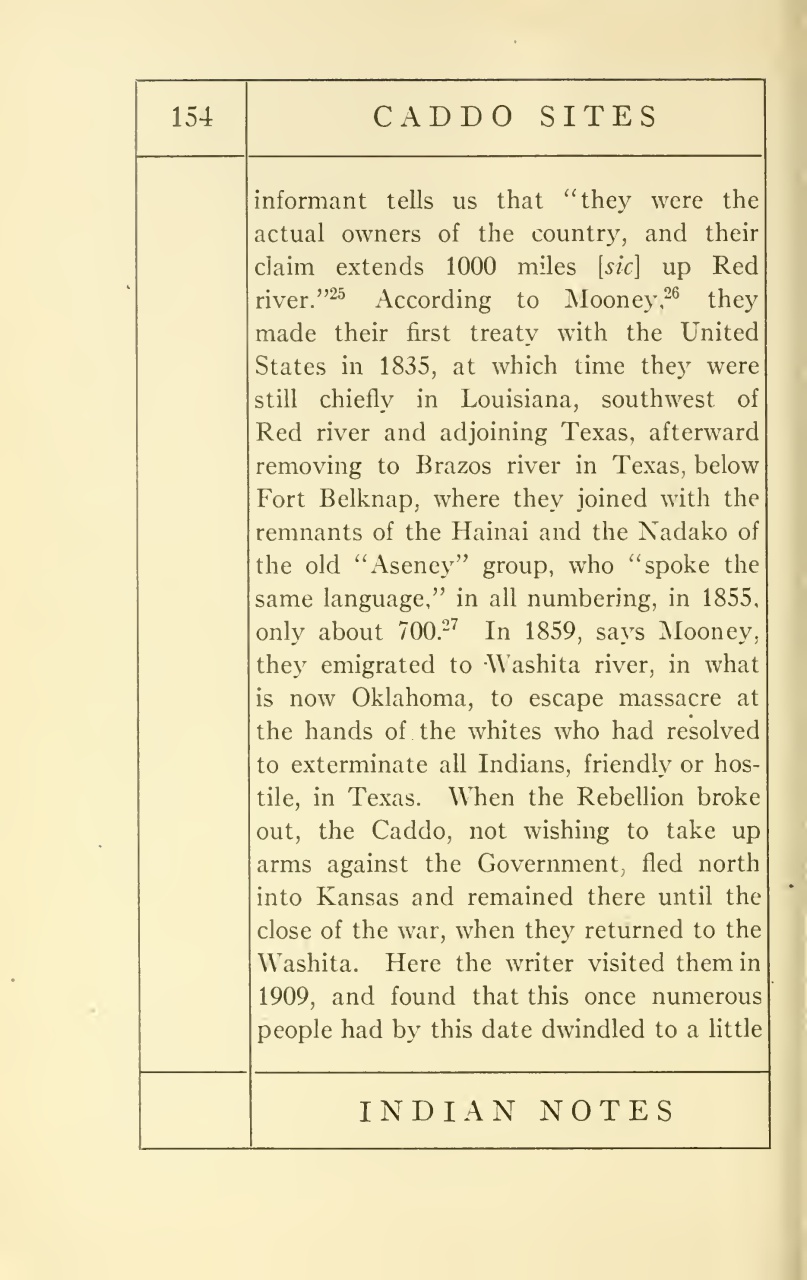 154
CADDO SITES
informant tells us that “they were the
actual owners of the country, and their
claim extends 1000 miles [sic] up Red
river.”25 According to Mooney,26 they
made their first treaty with the United
States in 1835, at which time they were
still chiefly in Louisiana, southwest of
Red river and adjoining Texas, afterward
removing to Brazos river in Texas, below
Fort Belknap, where they joined with the
remnants of the Hainai and the Nadako of
the old “Aseney” group, who “spoke the
same language,” in all numbering, in 1855,
only about 700.27 In 1859, says Mooney,
they emigrated to Washita river, in what
is now Oklahoma, to escape massacre at
the hands of the whites who had resolved
to exterminate all Indians, friendly or hos-
tile, in Texas. When the Rebellion broke
out, the Caddo, not wishing to take up
arms against the Government, fled north
into Kansas and remained there until the
close of the war, when they returned to the
Washita. Here the writer visited them in
1909, and found that this once numerous
people had by this date dwindled to a little
INDIAN NOTES